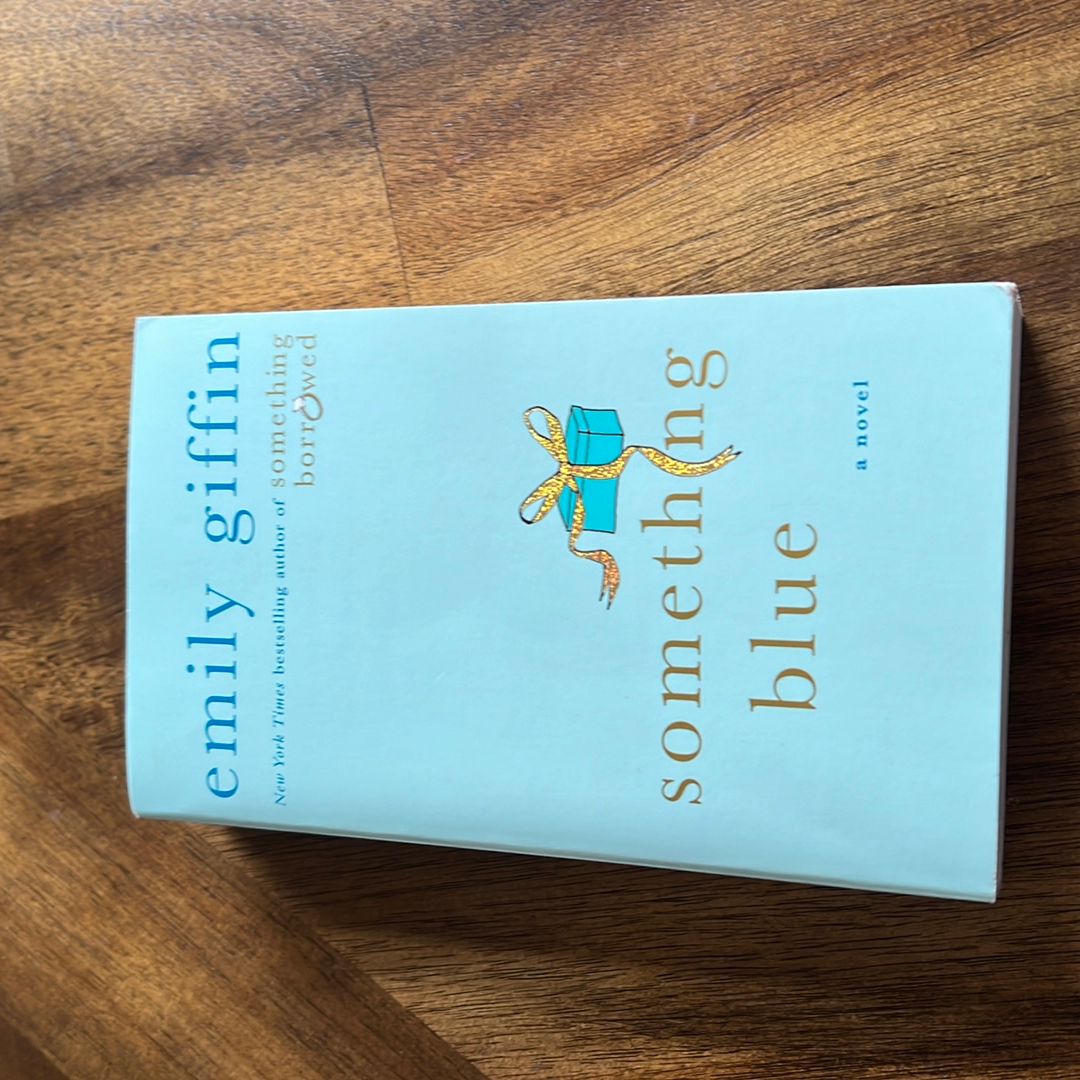 emily giffin
New York Times bestselling author of something
borrowed
something
blue
a novel